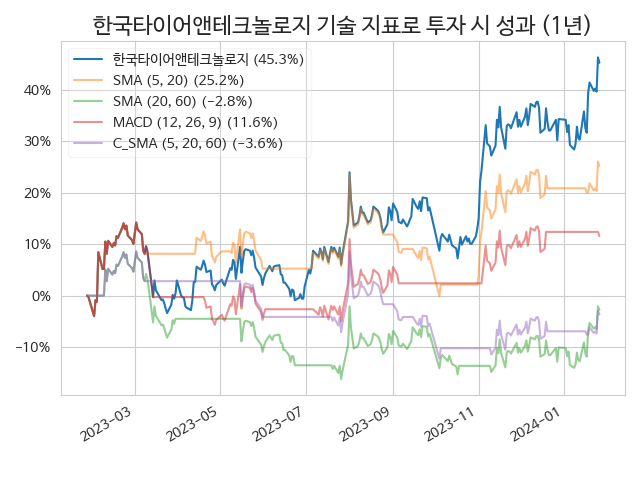 한국타이어앤테크놀로지 기술 지표로 투자 시 성과 (1년)
한국타이어앤테크놀로지 (45.3%)
SMA (5, 20) (25.2%)
SMA (20, 60) (−2.8%)
MACD (12, 26, 9) (11.6%)
C_SMA (5, 20, 60) (−3.6%)
40%
30%
20%
10%
0%
−10%
2023−03
2023−05
2023−07
2023−09
2023−11
2024−01